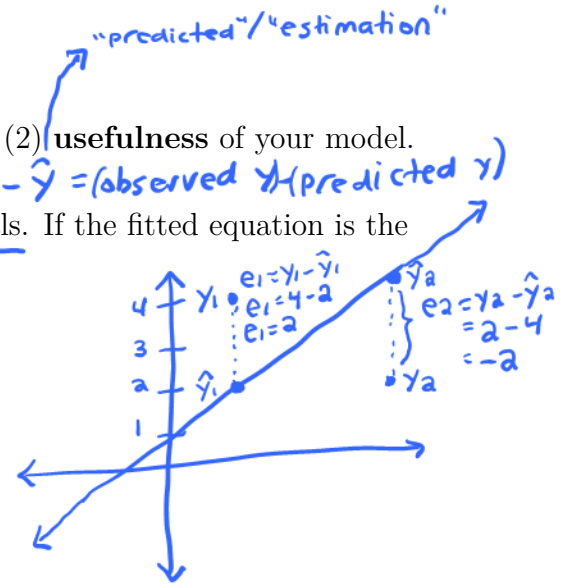 "predicted"/"estimation"
(2) usefulness of your model.
- ŷ = (observed y)-(predicted y)
ls. If the fitted equation is the
e₁=y₁-ŷ₁
4 y₁ e₁=4-2
e₁=2
3
2 ŷ₁
1
ŷ₂
e₂=y₂-ŷ₂
=2-4
=-2
y₂